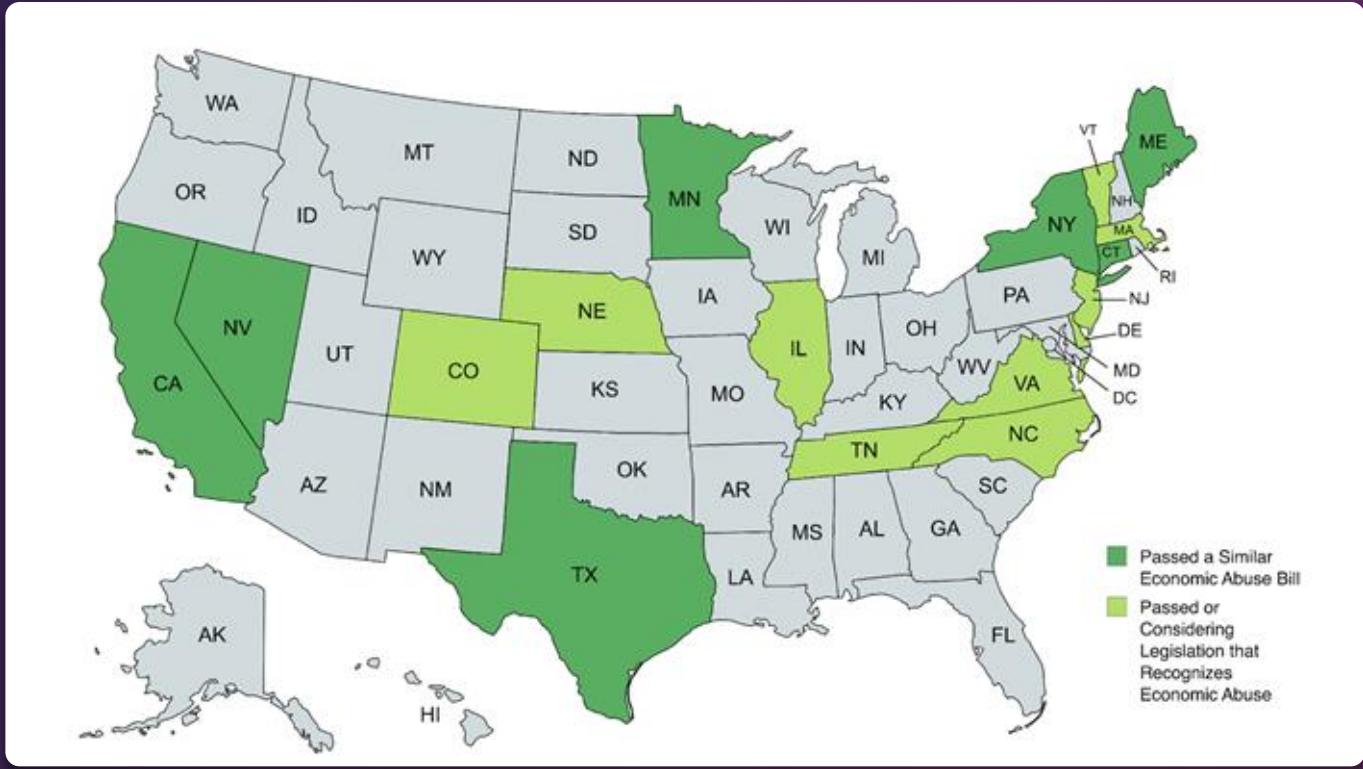 WA
MT
ND
MN
VT
ME
OR
ID
SD
WI
NH
NY
MA
WY
MI
CT
RI
NE
IA
PA
NJ
NV
UT
CO
IL
IN
OH
DE
CA
KS
MO
WV
VA
MD
KY
DC
NC
TN
AZ
NM
OK
AR
SC
MS
AL
GA
TX
LA
AK
FL
HI
Passed a Similar
Economic Abuse Bill
Passed or
Considering
Legislation that
Recognizes
Economic Abuse